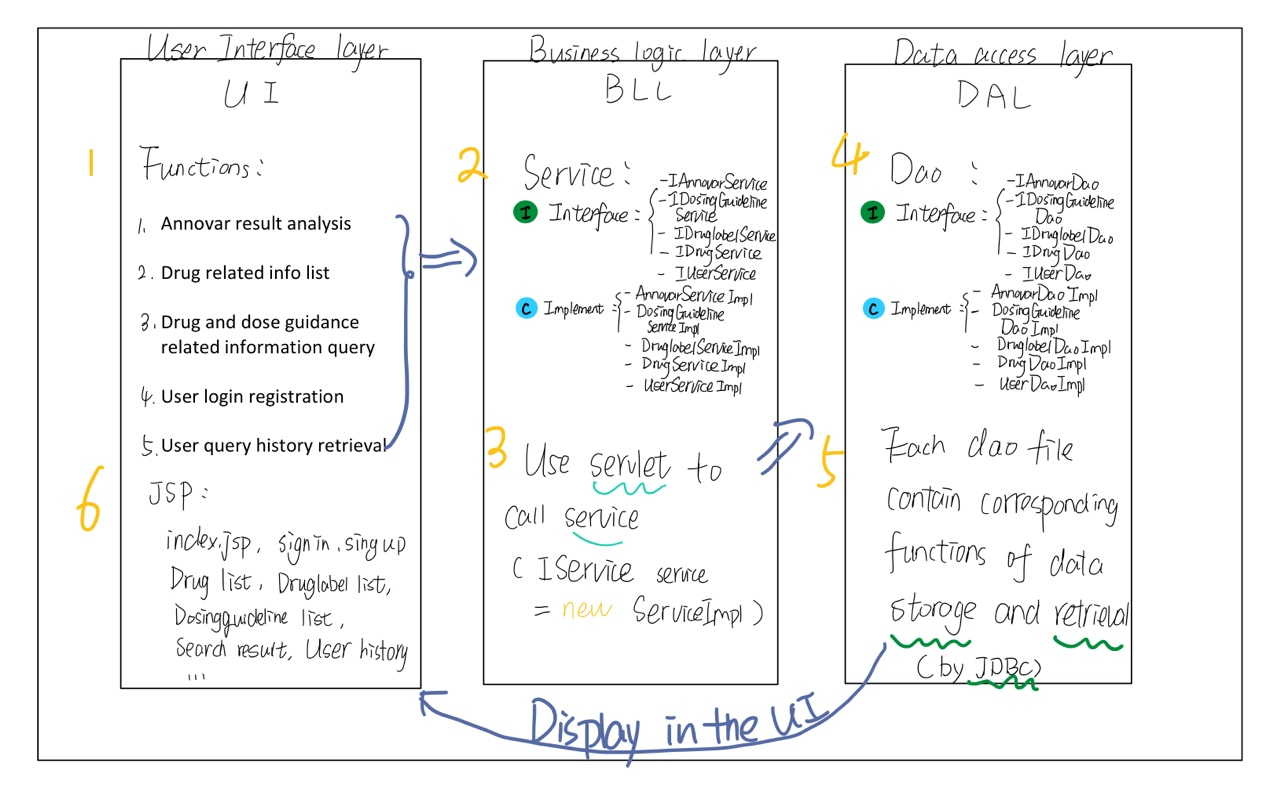 User Interface layer
UI
1
Functions:
1. Annovar result analysis
2. Drug related info list
3. Drug and dose guidance
related information query
4. User login registration
5. User query history retrieval
6
JSP:
index.jsp, sign in, sing up
Drug list, Druglabel list,
Dosingguideline list,
Search result, User history
...
Business logic layer
BLL
2
Service:
I Interface:
-IAnnovarService
-IDosingGuideline
Service
- IDruglabelService
- IDrugService
- IUserService
C Implement =
- AnnovarServiceImpl
- DosingGuideline
ServiceImpl
- DruglabelServiceImpl
- DrugServiceImpl
- UserServiceImpl
3
Use servlet to
call service
( IService service
= new ServiceImpl )
Data access layer
DAL
4
Dao :
I Interface:
-IAnnovarDao
-IDosingGuideline
Dao
- IDruglabelDao
- IDrugDao
- IUserDao
C Implement =
- AnnovarDaoImpl
- DosingGuideline
DaoImpl
- DruglabelDaoImpl
- DrugDaoImpl
- UserDaoImpl
5
Each dao file
contain corresponding
functions of data
storage and retrieval
(by JDBC)
Display in the UI